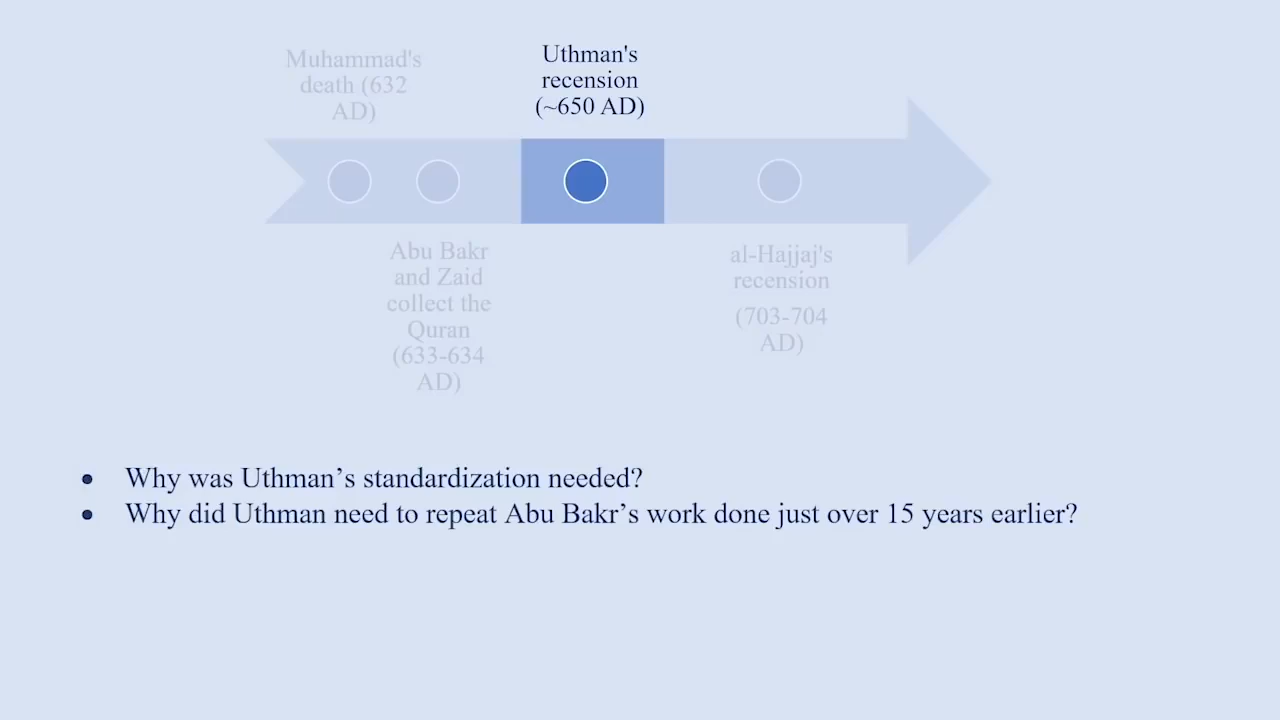 Muhammad's
death (632
AD)
Uthman's
recension
(~650 AD)
Abu Bakr
and Zaid
collect the
Quran
(633-634
AD)
al-Hajjaj's
recension
(703-704
AD)
• Why was Uthman’s standardization needed?
• Why did Uthman need to repeat Abu Bakr’s work done just over 15 years earlier?